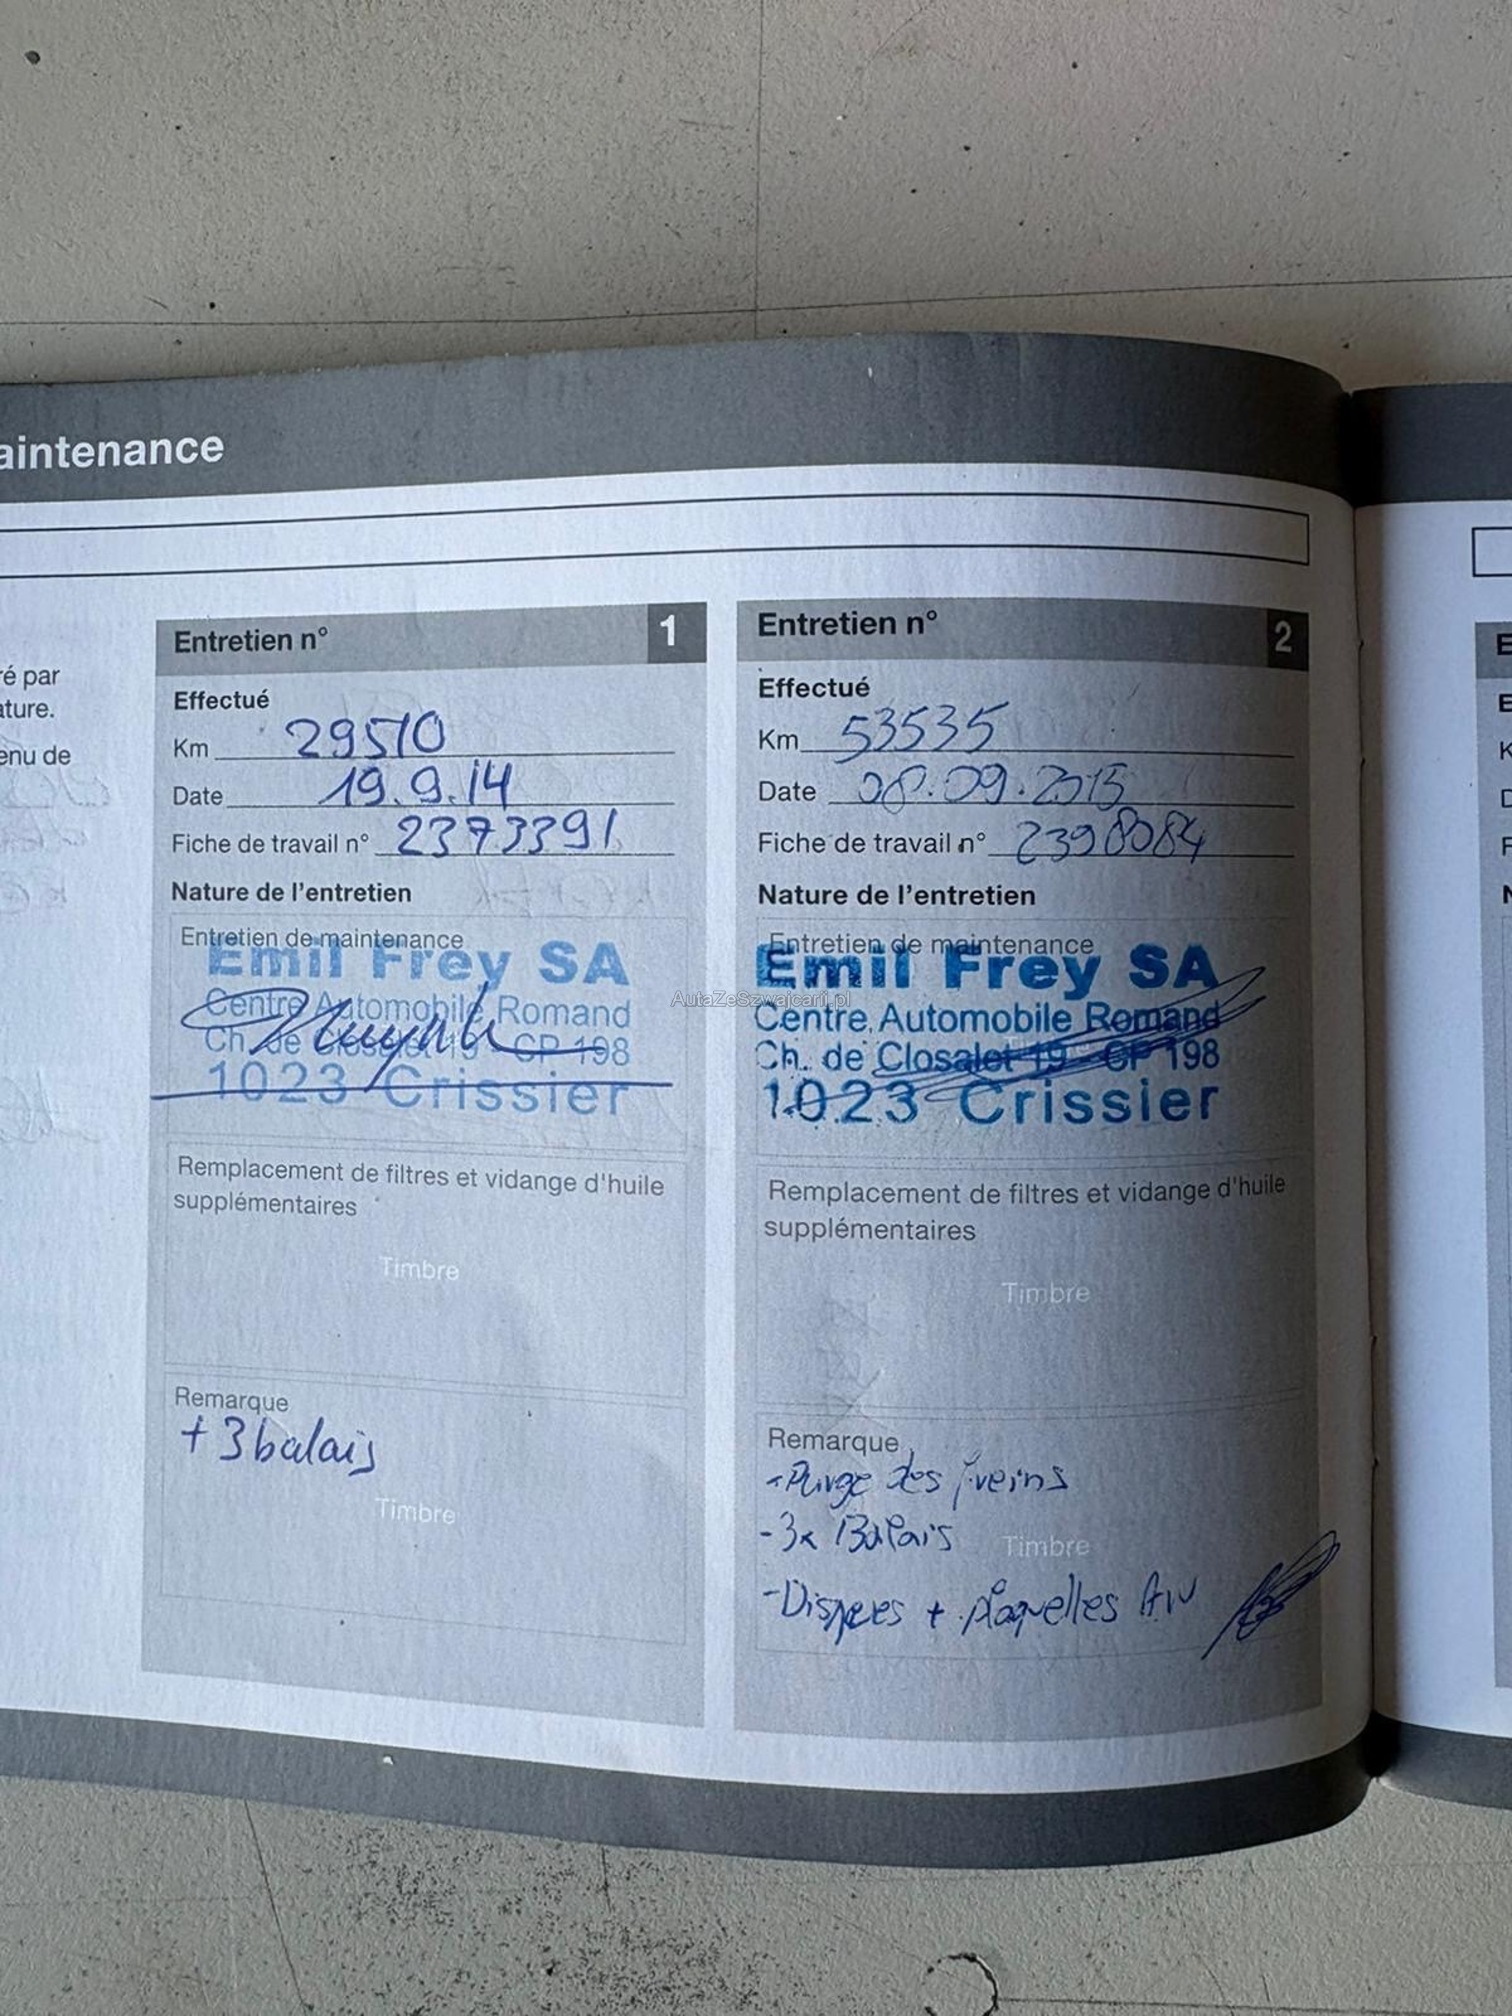 aintenance
ré par
ature.
enu de
Entretien n° 1
Effectué
Km 29510
Date 19.9.14
Fiche de travail n° 2373391
Nature de l'entretien
Entretien de maintenance
Emil Frey SA
Centre Automobile Romand
Ch. de Closalet 19 - CP 198
1023 Crissier
Remplacement de filtres et vidange d'huile
supplémentaires
Timbre
Remarque
+ 3 balais
Timbre
Entretien n° 2
Effectué
Km 53535
Date 08.09.2015
Fiche de travail n° 2398084
Nature de l'entretien
Entretien de maintenance
Emil Frey SA
Centre Automobile Romand
Ch. de Closalet 19 - CP 198
1023 Crissier
Remplacement de filtres et vidange d'huile
supplémentaires
Timbre
Remarque
- Purge des freins
- 3x Balais
Timbre
- Disques + plaquettes
AutaZeSzwajcarii.pl